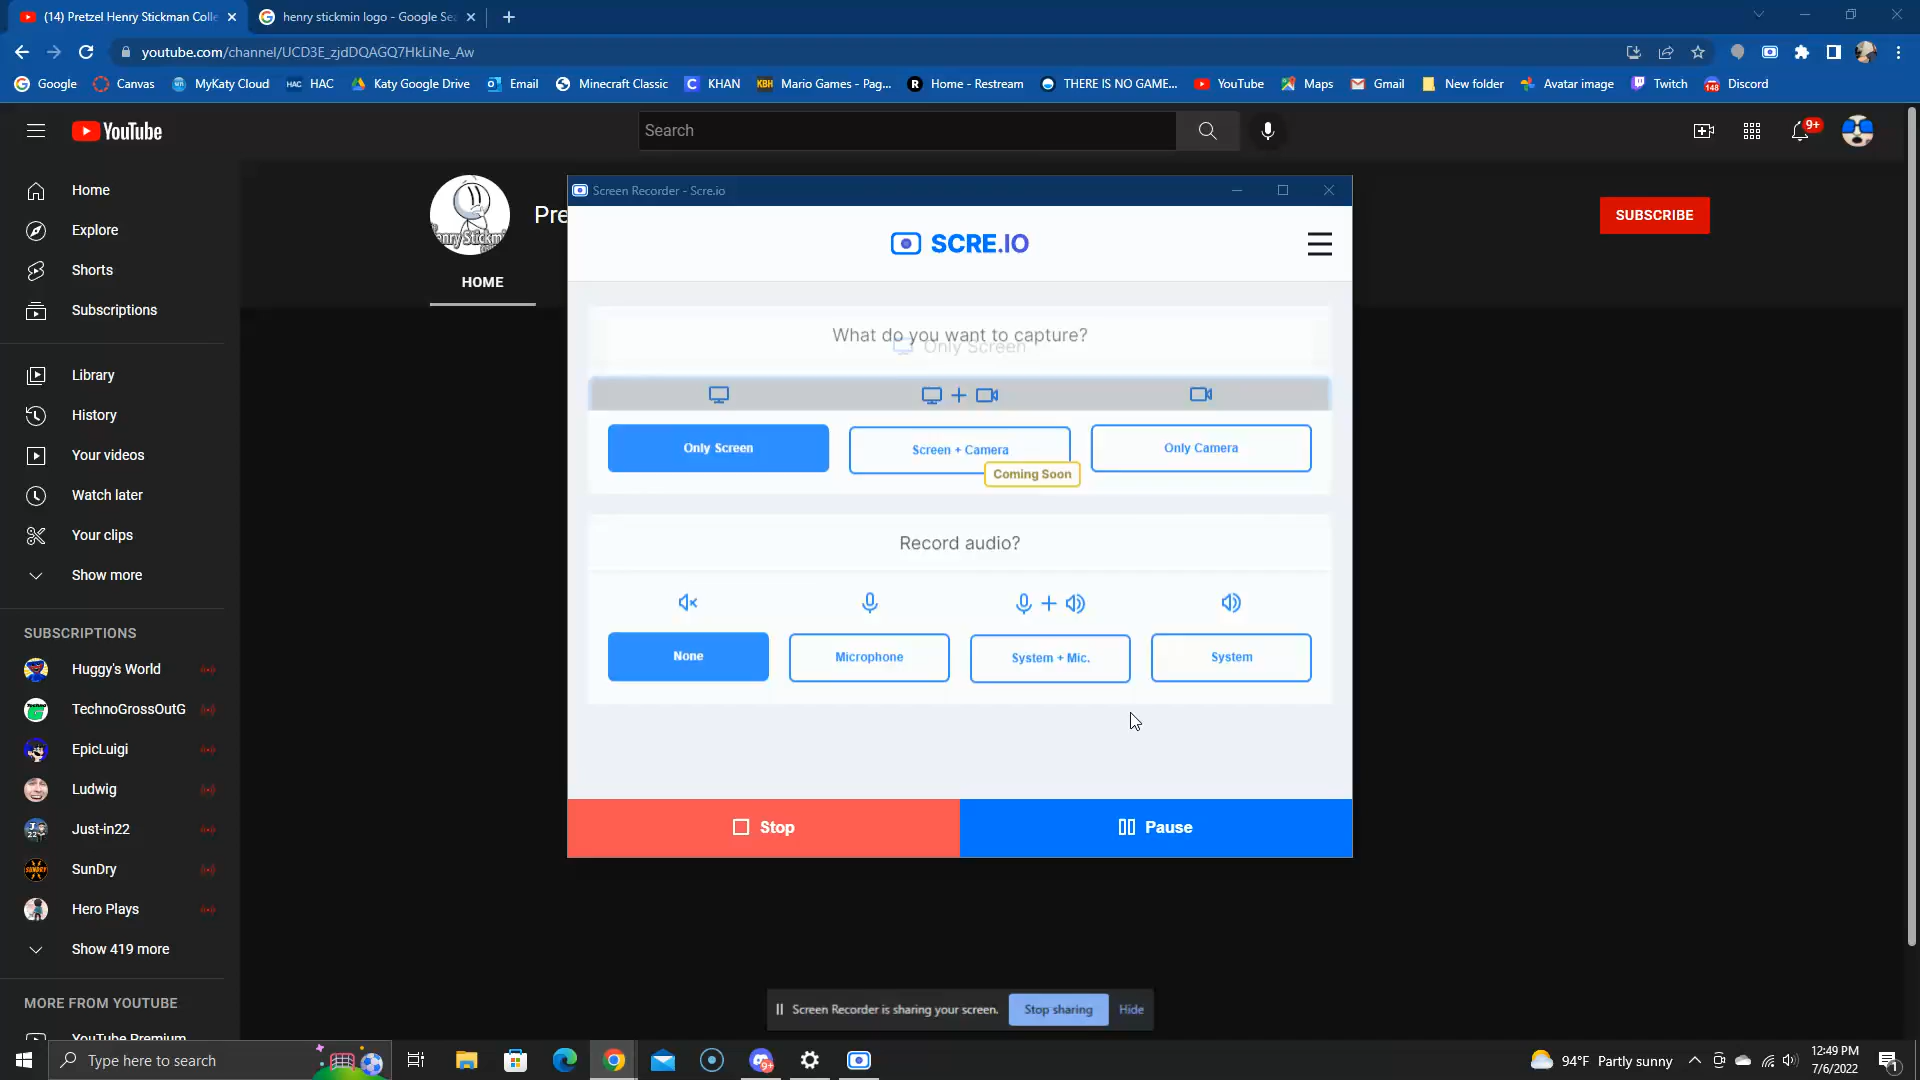 (14) Pretzel Henry Stickman Colle
henry stickmin logo - Google Sea
youtube.com/channel/UCD3E_zjdDQAGQ7HkLiNe_Aw
Google
Canvas
MyKaty Cloud
HAC HAC
Katy Google Drive
Email
Minecraft Classic
KHAN
KBH Mario Games - Pag...
Home - Restream
THERE IS NO GAME...
YouTube
Maps
Gmail
New folder
Avatar image
Twitch
148 Discord
YouTube
Search
9+
Home
Explore
Shorts
Subscriptions
Library
History
Your videos
Watch later
Your clips
Show more
SUBSCRIPTIONS
Huggy's World
TechnoGrossOutG
EpicLuigi
Ludwig
Just-in22
SunDry
Hero Plays
Show 419 more
MORE FROM YOUTUBE
YouTube Premium
Pre
HOME
SUBSCRIBE
Screen Recorder - Scre.io
SCRE.IO
What do you want to capture?
Only Screen
Only Screen
Screen + Camera
Coming Soon
Only Camera
Record audio?
None
Microphone
System + Mic.
System
Stop
Pause
Screen Recorder is sharing your screen.
Stop sharing
Hide
Type here to search
9+
94°F Partly sunny
12:49 PM
7/6/2022
1